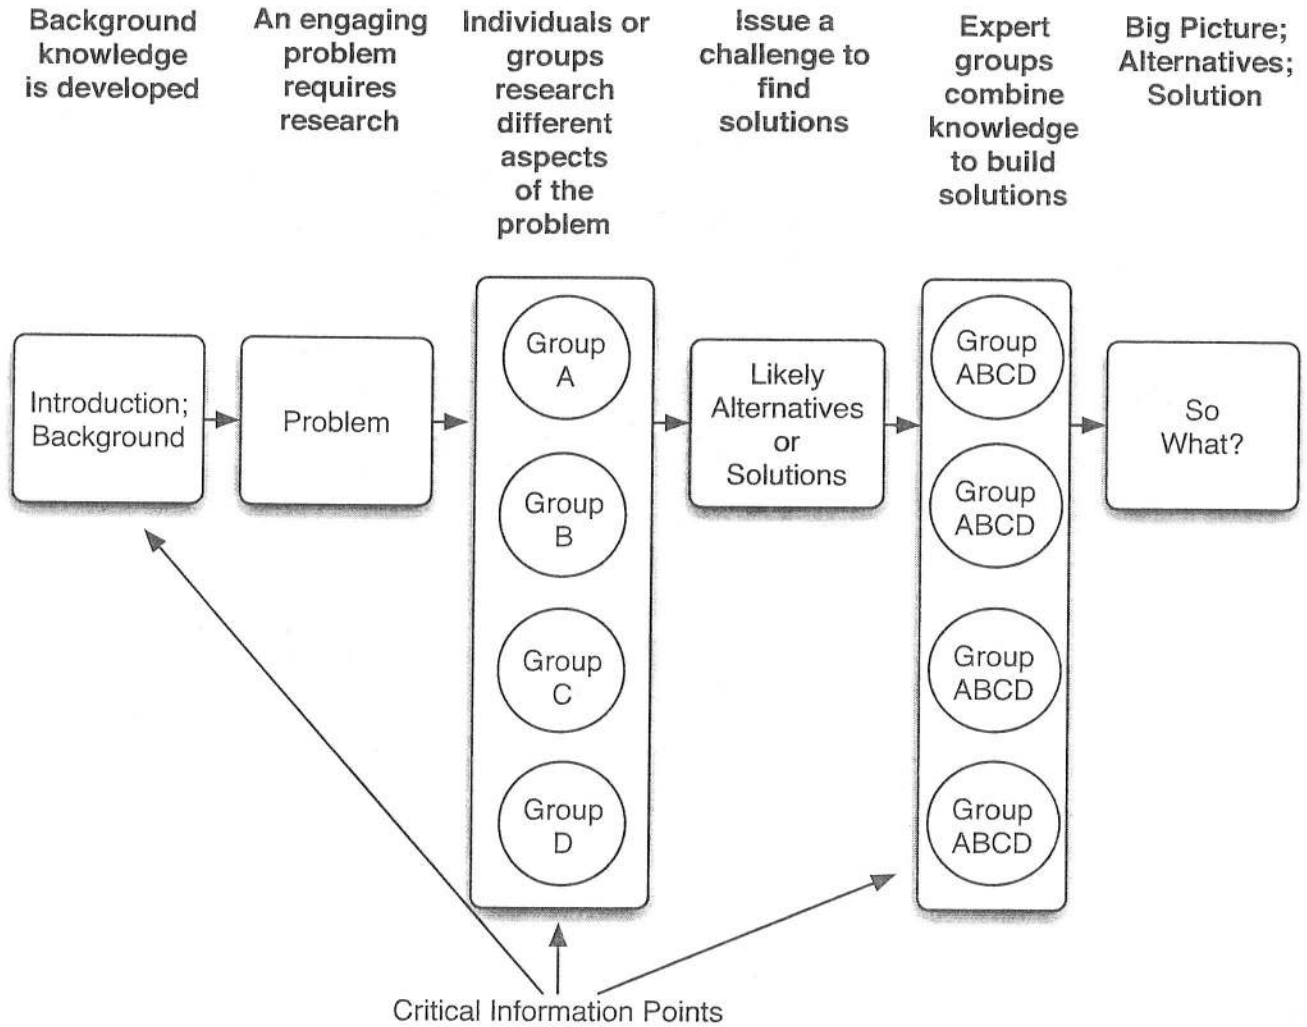 Background
knowledge
is developed
An engaging
problem
requires
research
Individuals or
groups
research
different
aspects
of the
problem
Issue a
challenge to
find
solutions
Expert
groups
combine
knowledge
to build
solutions
Big Picture;
Alternatives;
Solution
Introduction;
Background
Problem
Group
A
Group
B
Group
C
Group
D
Likely
Alternatives
or
Solutions
Group
ABCD
Group
ABCD
Group
ABCD
Group
ABCD
So
What?
Critical Information Points